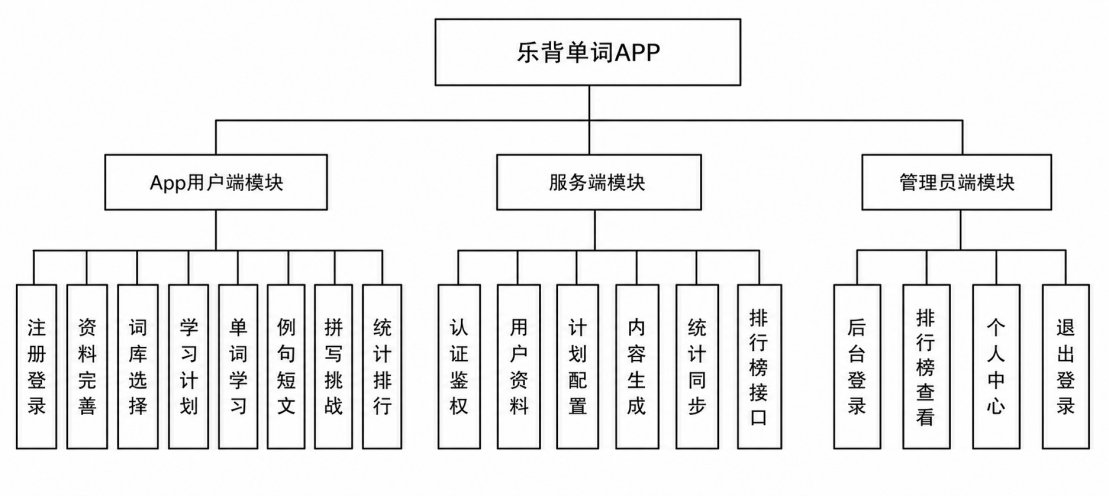 乐背单词APP
App用户端模块
服务端模块
管理员端模块
注册登录
资料完善
词库选择
学习计划
单词学习
例句短文
拼写挑战
统计排行
认证鉴权
用户资料
计划配置
内容生成
统计同步
排行榜接口
后台登录
排行榜查看
个人中心
退出登录